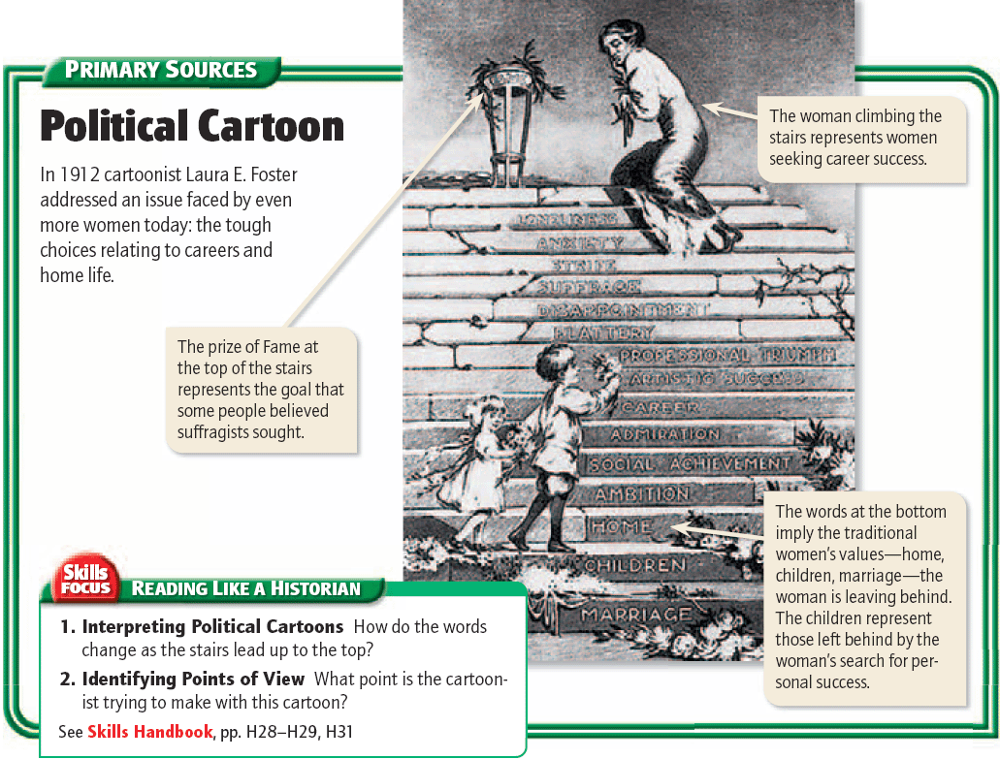 PRIMARY SOURCES
Political Cartoon
In 1912 cartoonist Laura E. Foster
addressed an issue faced by even
more women today: the tough
choices relating to careers and
home life.
The woman climbing the
stairs represents women
seeking career success.
The prize of Fame at
the top of the stairs
represents the goal that
some people believed
suffragists sought.
FAME
LONELINESS
ANXIETY
STRIFE
SUFFRAGE
DISAPPOINTMENT
FLATTERY
PROFESSIONAL TRIUMPH
ARTISTIC SUCCESS
CAREER
ADMIRATION
SOCIAL ACHIEVEMENT
AMBITION
HOME
CHILDREN
MARRIAGE
The words at the bottom
imply the traditional
women's values—home,
children, marriage—the
woman is leaving behind.
The children represent
those left behind by the
woman's search for per-
sonal success.
Skills
FOCUS
READING LIKE A HISTORIAN
1. Interpreting Political Cartoons How do the words
change as the stairs lead up to the top?
2. Identifying Points of View What point is the cartoon-
ist trying to make with this cartoon?
See Skills Handbook, pp. H28–H29, H31